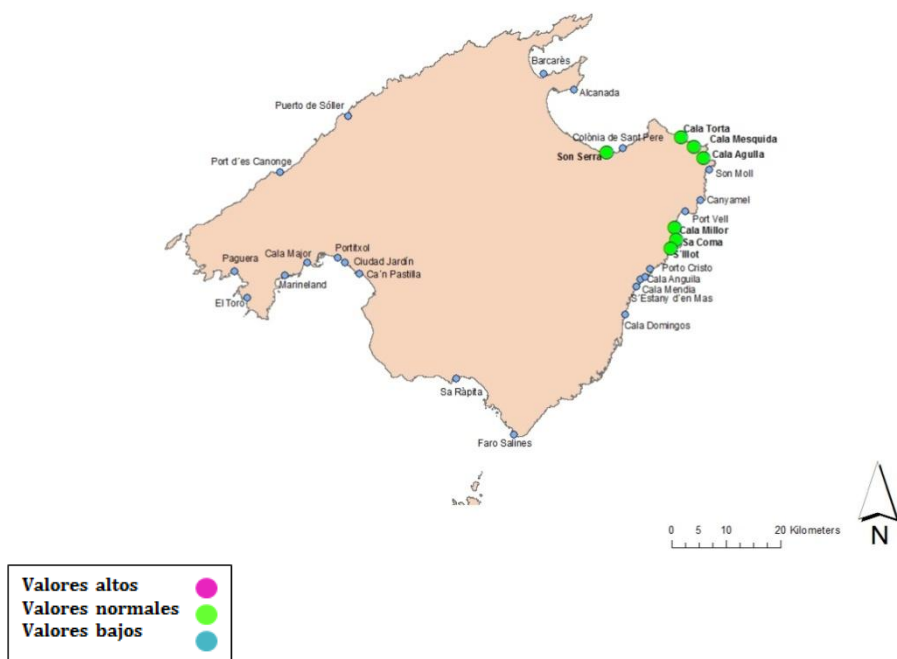 Barcarès
Alcanada
Puerto de Sóller
Cala Torta
Colònia de Sant Pere
Cala Mesquida
Son Serra
Cala Agulla
Port d´es Canonge
Son Moll
Canyamel
Port Vell
Cala Millor
Sa Coma
S´Illot
Portitxol
Cala Major
Ciudad Jardín
Paguera
Ca´n Pastilla
Marineland
Porto Cristo
Cala Anguila
Cala Mendia
El Toro
S´Estany d´en Mas
Cala Domingos
Sa Ràpita
Faro Salines
N
0 5 10 20 Kilometers
Valores altos
Valores normales
Valores bajos